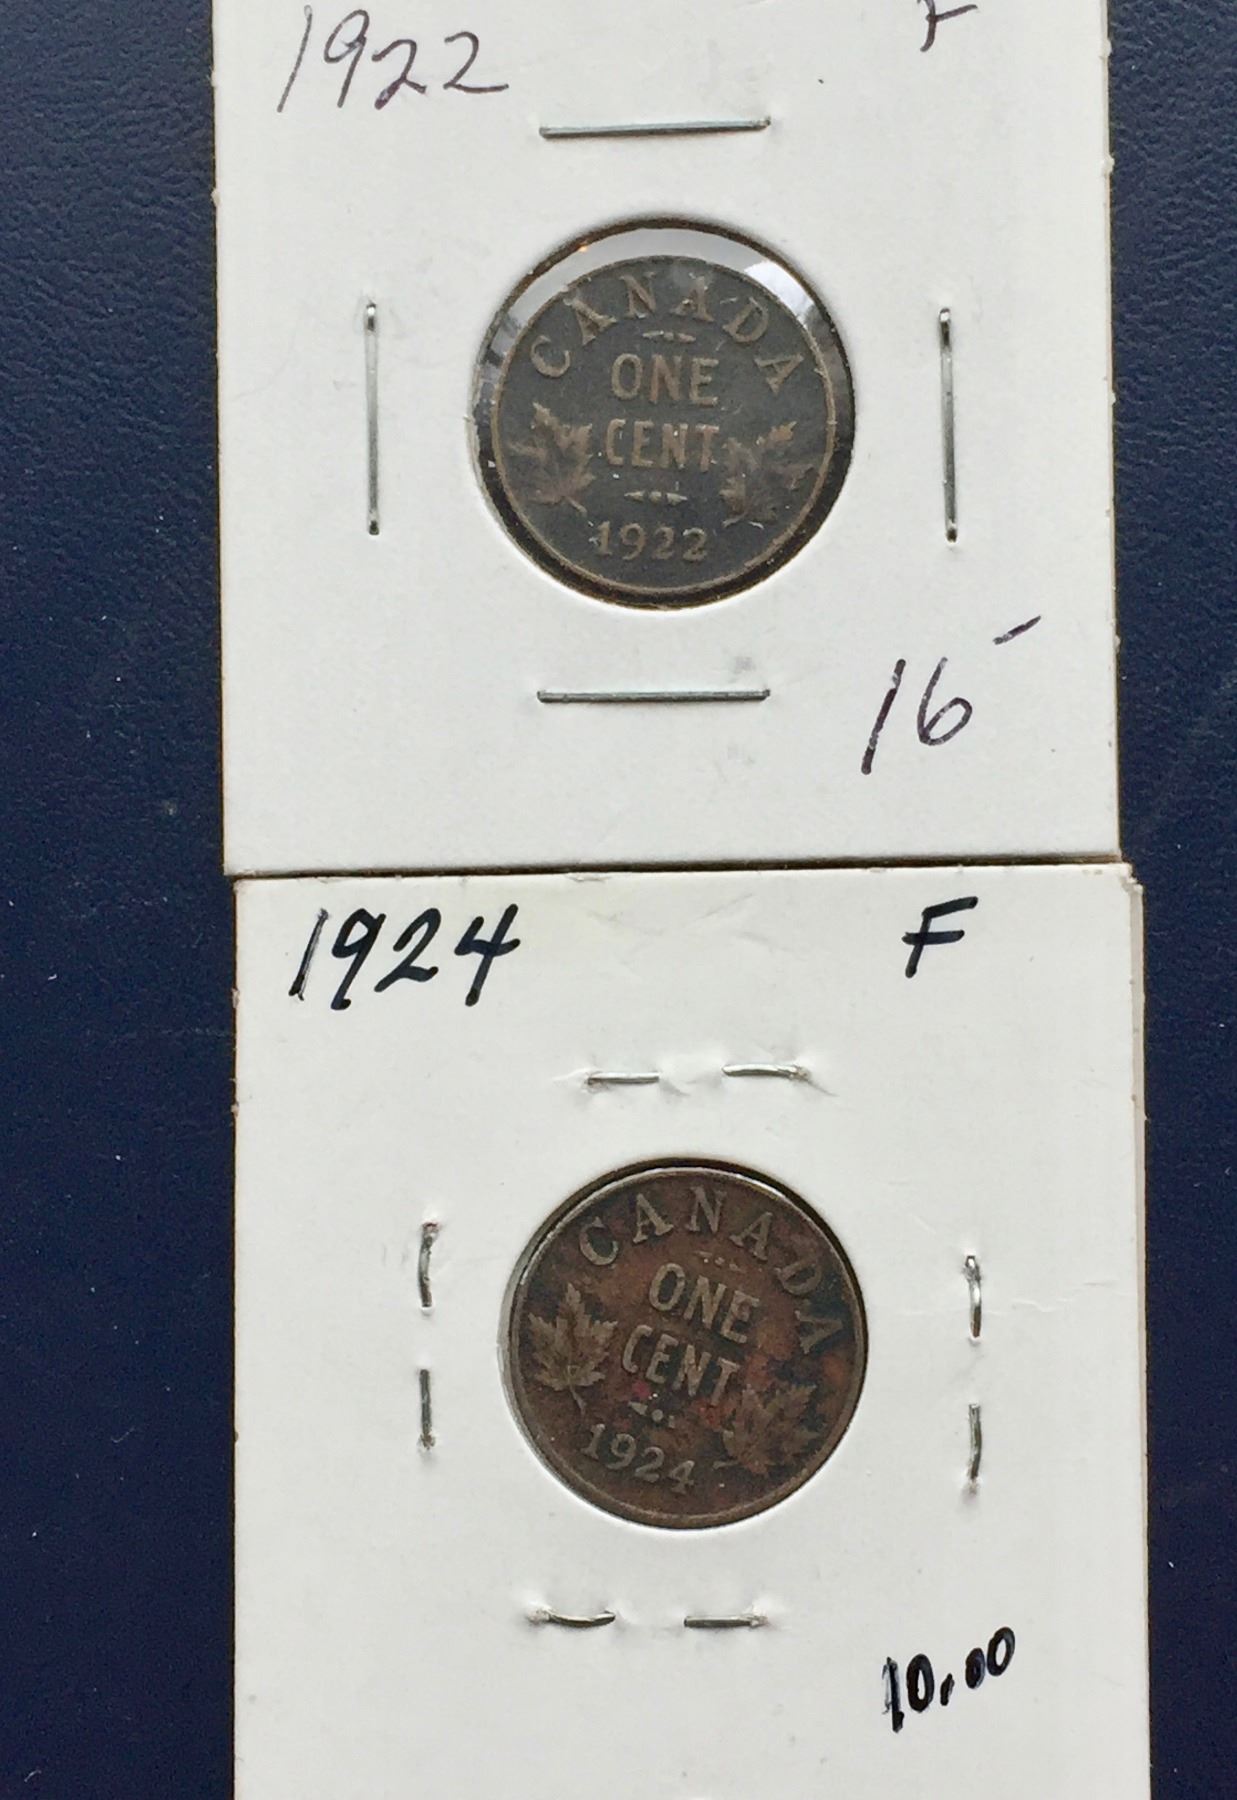 1922 F
CANADA
ONE
CENT
1922
16-
1924 F
CANADA
ONE
CENT
1924
10.00